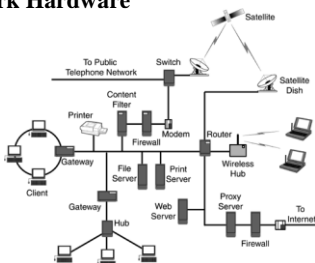 rk Hardware
Satellite
To Public
Telephone Network
Switch
Content
Filter
Satellite
Dish
Printer
Modem
Firewall
Router
Gateway
File
Server
Print
Server
Wireless
Hub
Client
Gateway
Web
Server
Proxy
Server
To
Internet
Hub
Firewall